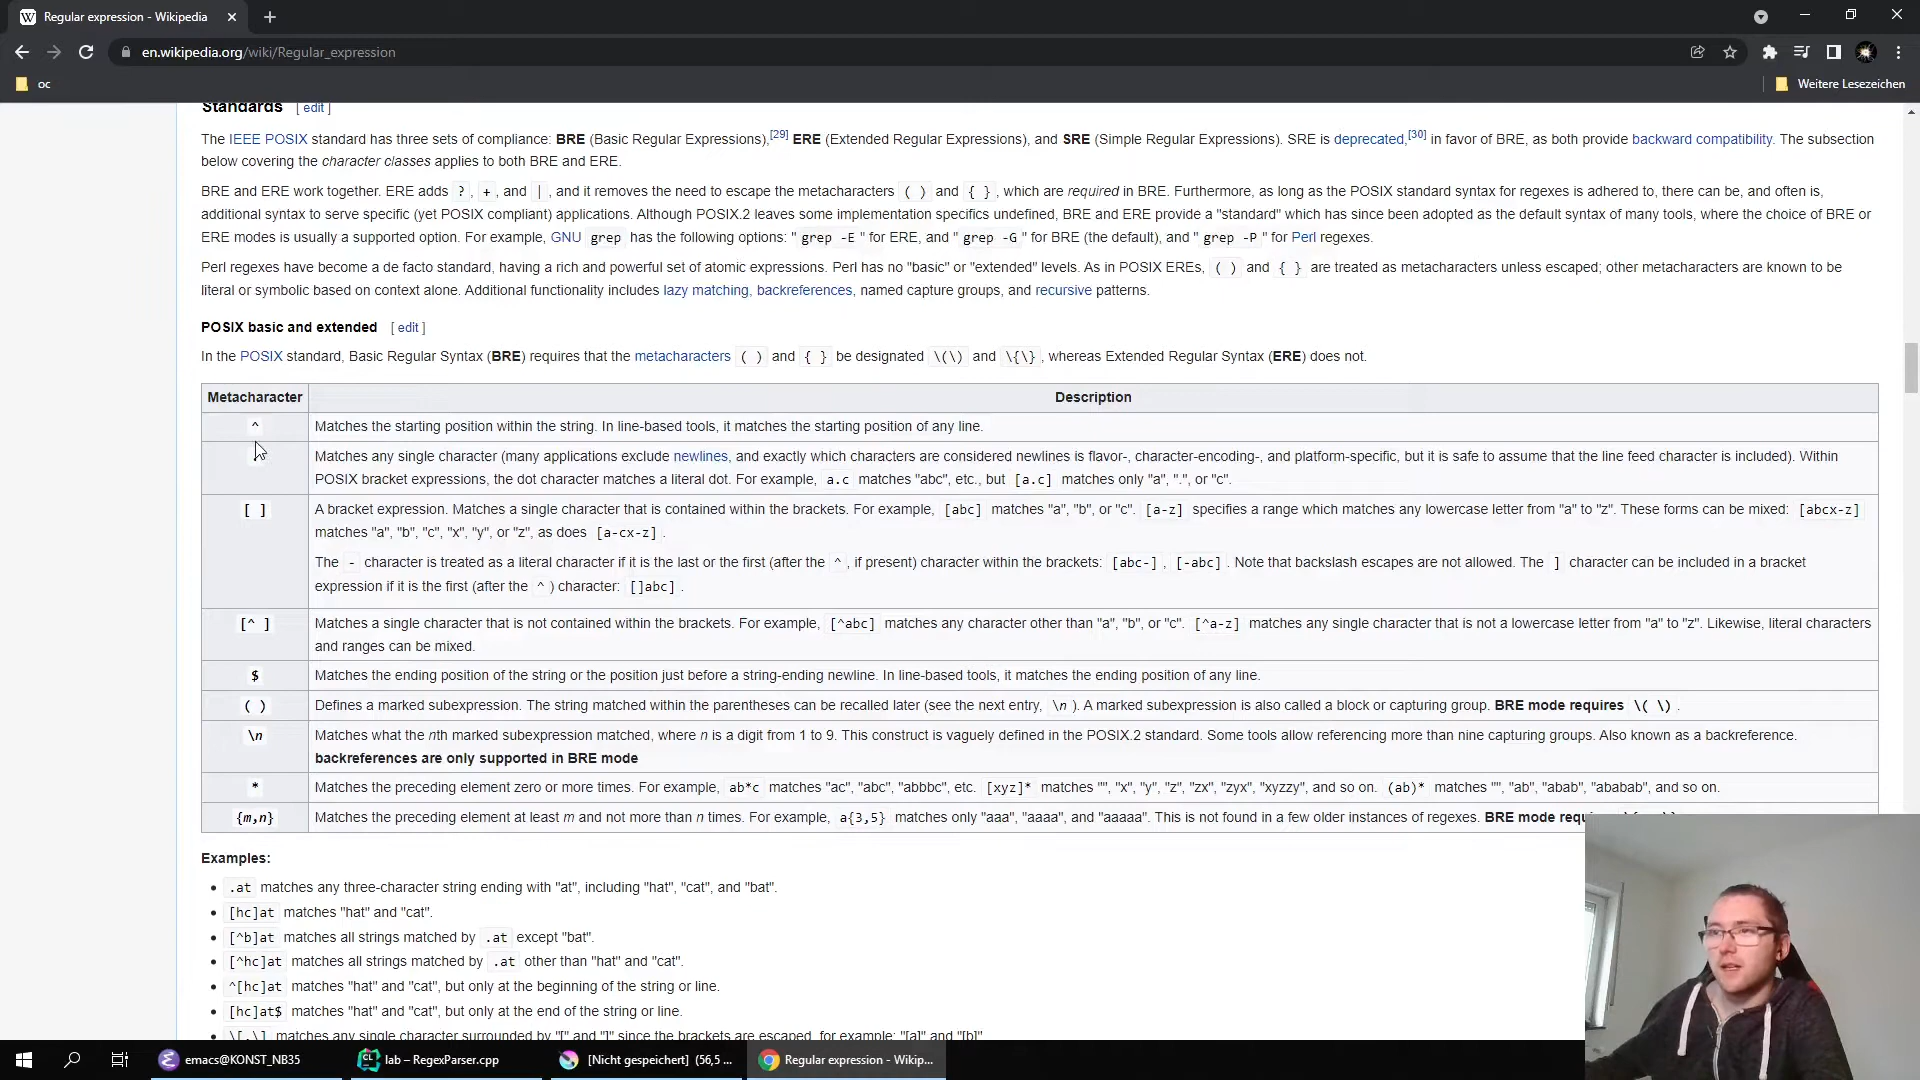 Regular expression - Wikipedia
en.wikipedia.org/wiki/Regular_expression
oc
Weitere Lesezeichen
Standards [ edit ]
The IEEE POSIX standard has three sets of compliance: BRE (Basic Regular Expressions),[29] ERE (Extended Regular Expressions), and SRE (Simple Regular Expressions). SRE is deprecated,[30] in favor of BRE, as both provide backward compatibility. The subsection
below covering the character classes applies to both BRE and ERE.
BRE and ERE work together. ERE adds ? , + , and | , and it removes the need to escape the metacharacters ( ) and { } , which are required in BRE. Furthermore, as long as the POSIX standard syntax for regexes is adhered to, there can be, and often is,
additional syntax to serve specific (yet POSIX compliant) applications. Although POSIX.2 leaves some implementation specifics undefined, BRE and ERE provide a "standard" which has since been adopted as the default syntax of many tools, where the choice of BRE or
ERE modes is usually a supported option. For example, GNU grep has the following options: " grep -E " for ERE, and " grep -G " for BRE (the default), and " grep -P " for Perl regexes.
Perl regexes have become a de facto standard, having a rich and powerful set of atomic expressions. Perl has no "basic" or "extended" levels. As in POSIX EREs, ( ) and { } are treated as metacharacters unless escaped; other metacharacters are known to be
literal or symbolic based on context alone. Additional functionality includes lazy matching, backreferences, named capture groups, and recursive patterns.
POSIX basic and extended [ edit ]
In the POSIX standard, Basic Regular Syntax (BRE) requires that the metacharacters ( ) and { } be designated \(\) and \{\} , whereas Extended Regular Syntax (ERE) does not.
Metacharacter Description
^ Matches the starting position within the string. In line-based tools, it matches the starting position of any line.
Matches any single character (many applications exclude newlines, and exactly which characters are considered newlines is flavor-, character-encoding-, and platform-specific, but it is safe to assume that the line feed character is included). Within
POSIX bracket expressions, the dot character matches a literal dot. For example, a.c matches "abc", etc., but [a.c] matches only "a", ".", or "c".
[ ] A bracket expression. Matches a single character that is contained within the brackets. For example, [abc] matches "a", "b", or "c". [a-z] specifies a range which matches any lowercase letter from "a" to "z". These forms can be mixed: [abcx-z]
matches "a", "b", "c", "x", "y", or "z", as does [a-cx-z] .
The - character is treated as a literal character if it is the last or the first (after the ^ , if present) character within the brackets: [abc-] , [-abc] . Note that backslash escapes are not allowed. The ] character can be included in a bracket
expression if it is the first (after the ^ ) character: []abc] .
[^ ] Matches a single character that is not contained within the brackets. For example, [^abc] matches any character other than "a", "b", or "c". [^a-z] matches any single character that is not a lowercase letter from "a" to "z". Likewise, literal characters
and ranges can be mixed.
$ Matches the ending position of the string or the position just before a string-ending newline. In line-based tools, it matches the ending position of any line.
( ) Defines a marked subexpression. The string matched within the parentheses can be recalled later (see the next entry, \n ). A marked subexpression is also called a block or capturing group. BRE mode requires \( \) .
\n Matches what the nth marked subexpression matched, where n is a digit from 1 to 9. This construct is vaguely defined in the POSIX.2 standard. Some tools allow referencing more than nine capturing groups. Also known as a backreference.
backreferences are only supported in BRE mode
* Matches the preceding element zero or more times. For example, ab*c matches "ac", "abc", "abbbc", etc. [xyz]* matches "", "x", "y", "z", "zx", "zyx", "xyzzy", and so on. (ab)* matches "", "ab", "abab", "ababab", and so on.
{m,n} Matches the preceding element at least m and not more than n times. For example, a{3,5} matches only "aaa", "aaaa", and "aaaaa". This is not found in a few older instances of regexes. BRE mode
Examples:
• .at matches any three-character string ending with "at", including "hat", "cat", and "bat".
• [hc]at matches "hat" and "cat".
• [^b]at matches all strings matched by .at except "bat".
• [^hc]at matches all strings matched by .at other than "hat" and "cat".
• ^[hc]at matches "hat" and "cat", but only at the beginning of the string or line.
• [hc]at$ matches "hat" and "cat", but only at the end of the string or line.
• \[.\] matches any single character surrounded by "[" and "]" since the brackets are escaped, for example: "[a]" and "[b]"
emacs@KONST_NB35
lab – RegexParser.cpp
[Nicht gespeichert] (56,5 ...
Regular expression - Wikip...